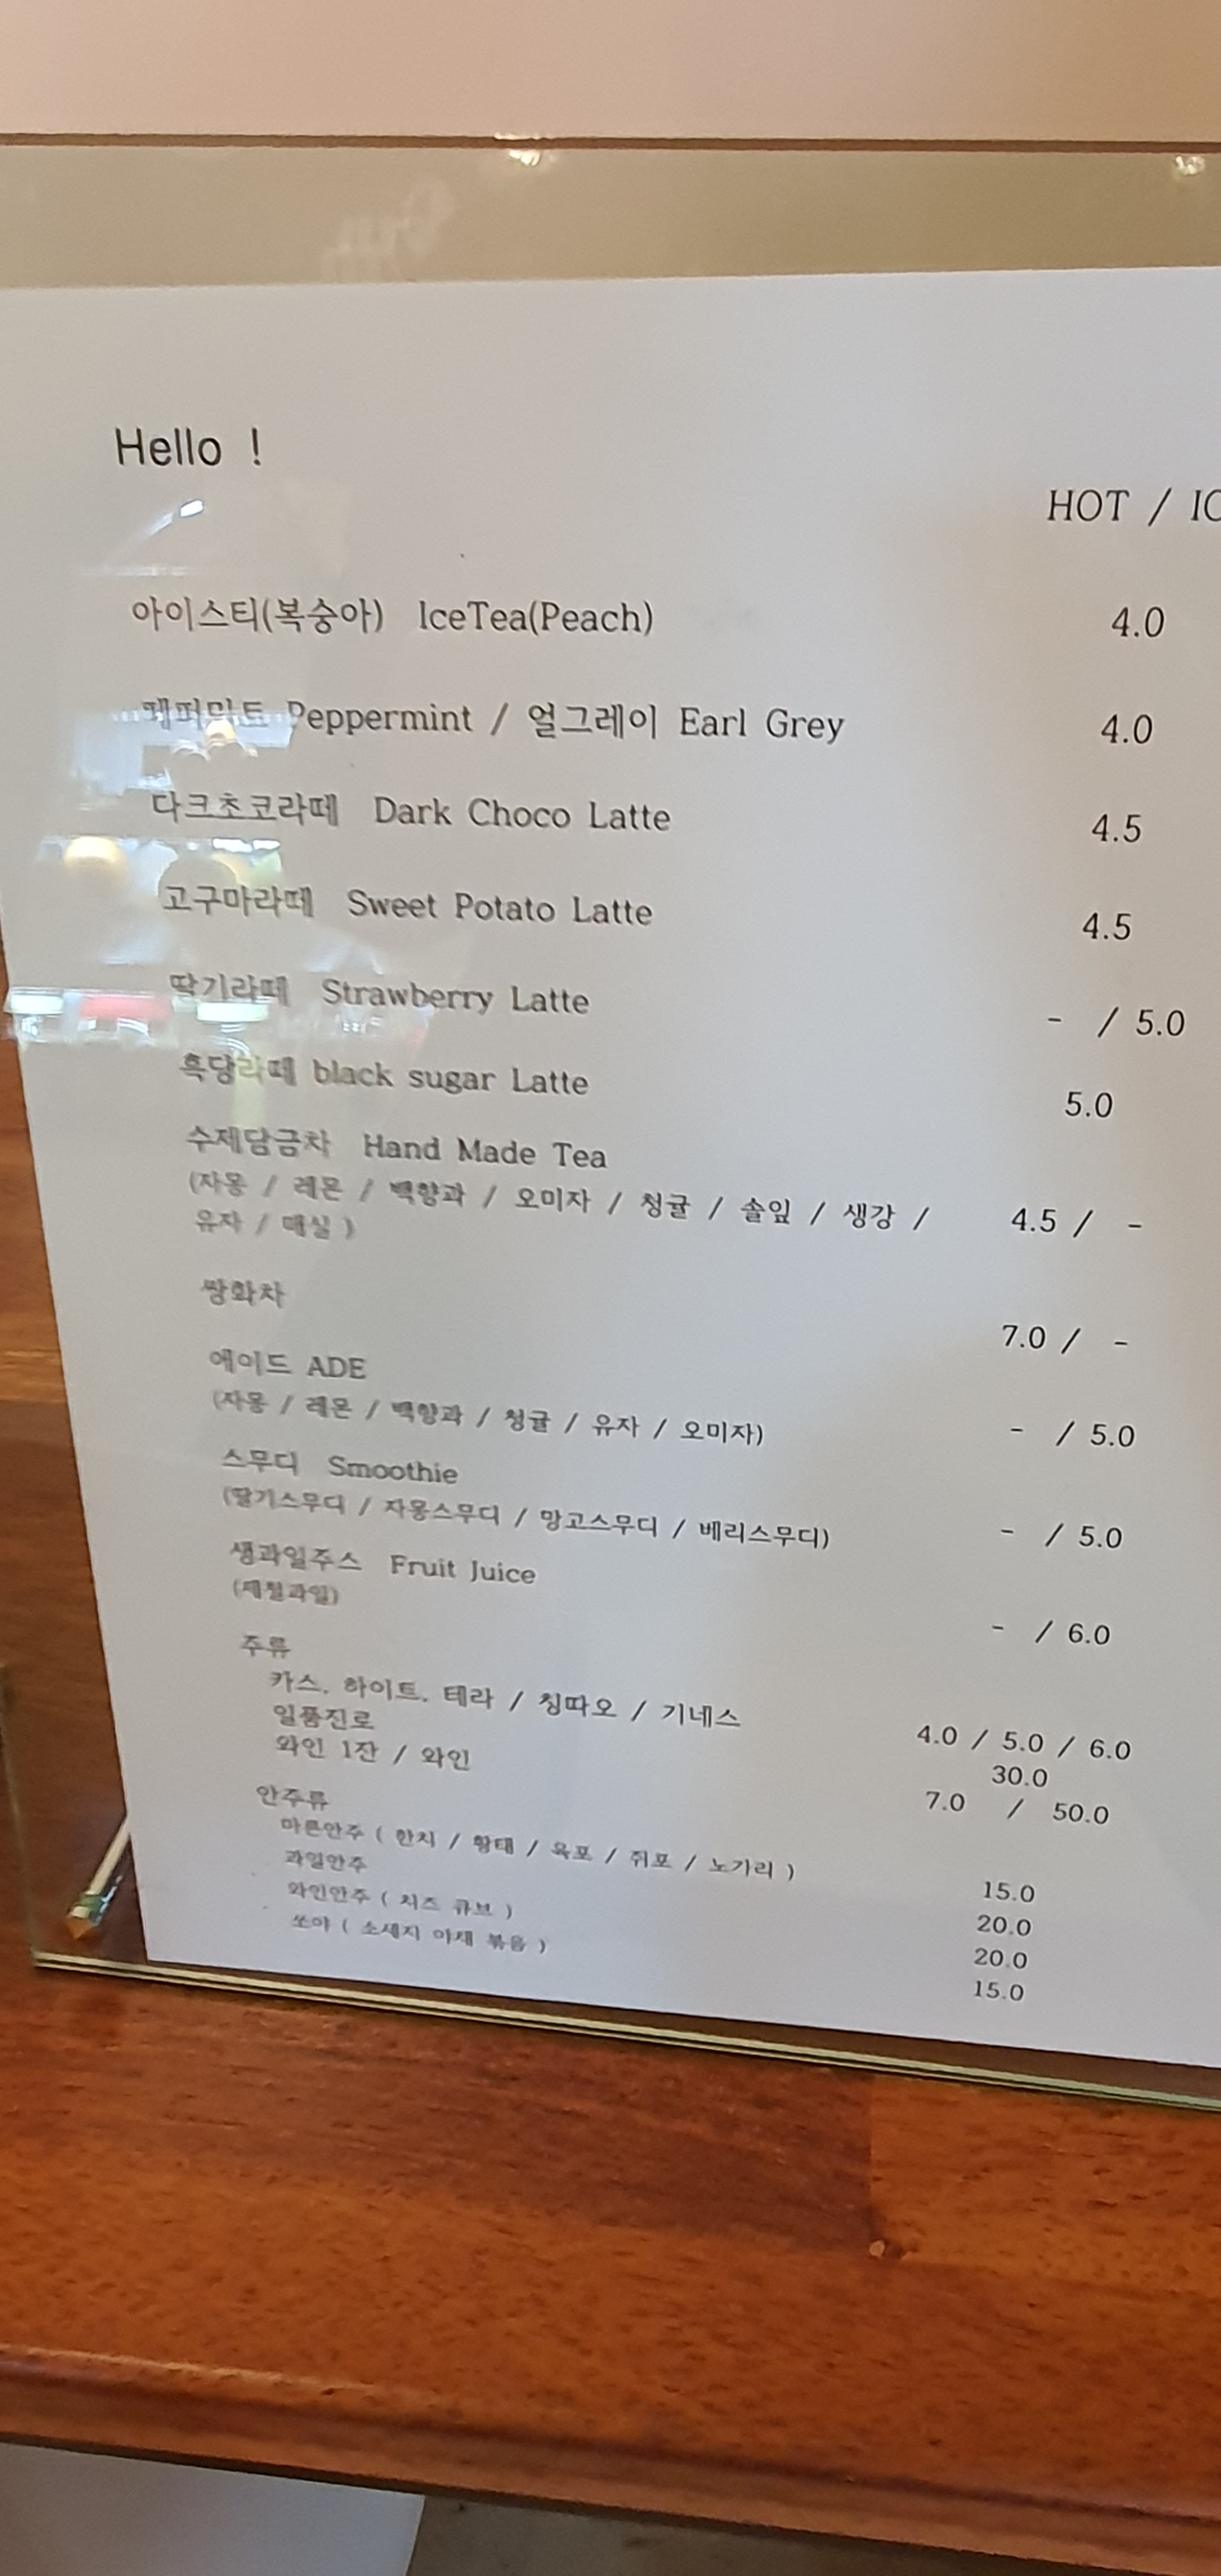 Hello !
HOT / IC
아이스티(복숭아) IceTea(Peach) 4.0
페퍼민트 Peppermint / 얼그레이 Earl Grey 4.0
다크초코라떼 Dark Choco Latte 4.5
고구마라떼 Sweet Potato Latte 4.5
딸기라떼 Strawberry Latte - / 5.0
흑당라떼 black sugar Latte 5.0
수제담금차 Hand Made Tea
(자몽 / 레몬 / 백향과 / 오미자 / 청귤 / 솔잎 / 생강 / 4.5 / -
유자 / 매실 )
쌍화차 7.0 / -
에이드 ADE
(자몽 / 레몬 / 백향과 / 청귤 / 유자 / 오미자) - / 5.0
스무디 Smoothie
(딸기스무디 / 자몽스무디 / 망고스무디 / 베리스무디) - / 5.0
생과일주스 Fruit Juice
(제철과일) - / 6.0
주류
카스, 하이트, 테라 / 칭따오 / 기네스 4.0 / 5.0 / 6.0
일품진로 30.0
와인 1잔 / 와인 7.0 / 50.0
안주류
마른안주 ( 한치 / 황태 / 육포 / 쥐포 / 노가리 ) 15.0
과일안주 20.0
와인안주 ( 치즈 큐브 ) 20.0
쏘야 ( 소세지 야채 볶음 ) 15.0